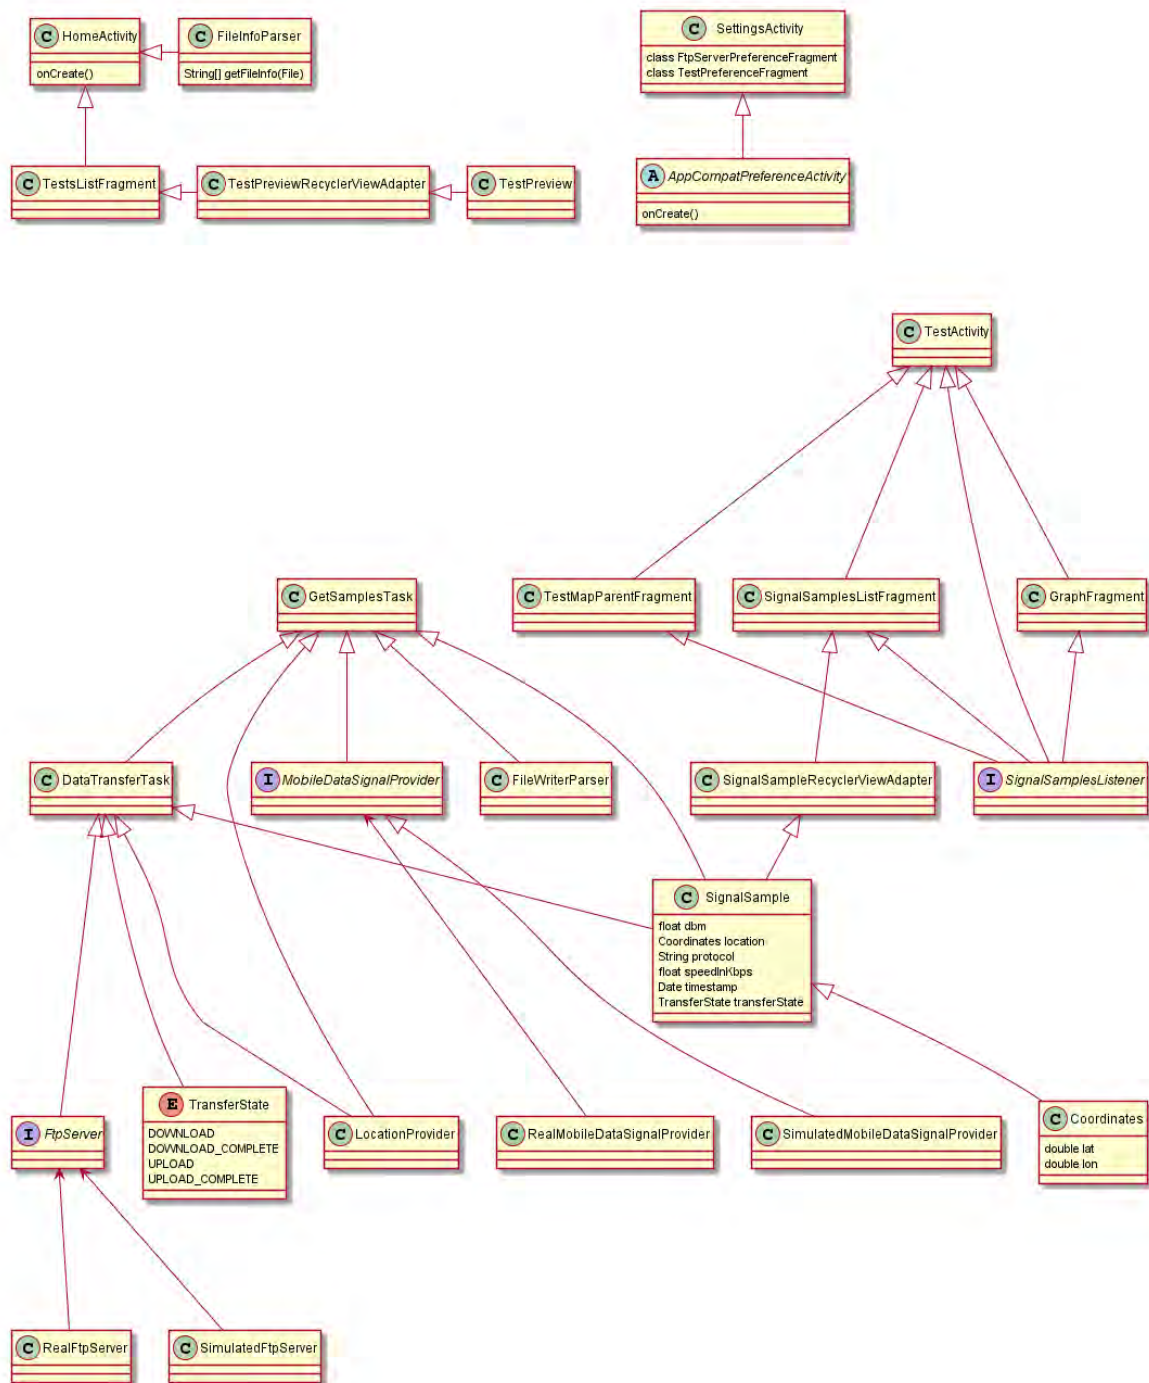 C HomeActivity
onCreate()
C FileInfoParser
String[] getFileInfo(File)
C SettingsActivity
class FtpServerPreferenceFragment
class TestPreferenceFragment
C TestsListFragment
C TestPreviewRecyclerViewAdapter
C TestPreview
A AppCompatPreferenceActivity
onCreate()
C TestActivity
C GetSamplesTask
C TestMapParentFragment
C SignalSamplesListFragment
C GraphFragment
C DataTransferTask
I MobileDataSignalProvider
C FileWriterParser
C SignalSampleRecyclerViewAdapter
I SignalSamplesListener
C SignalSample
float dbm
Coordinates location
String protocol
float speedInKbps
Date timestamp
TransferState transferState
I FtpServer
E TransferState
DOWNLOAD
DOWNLOAD_COMPLETE
UPLOAD
UPLOAD_COMPLETE
C LocationProvider
C RealMobileDataSignalProvider
C SimulatedMobileDataSignalProvider
C Coordinates
double lat
double lon
C RealFtpServer
C SimulatedFtpServer